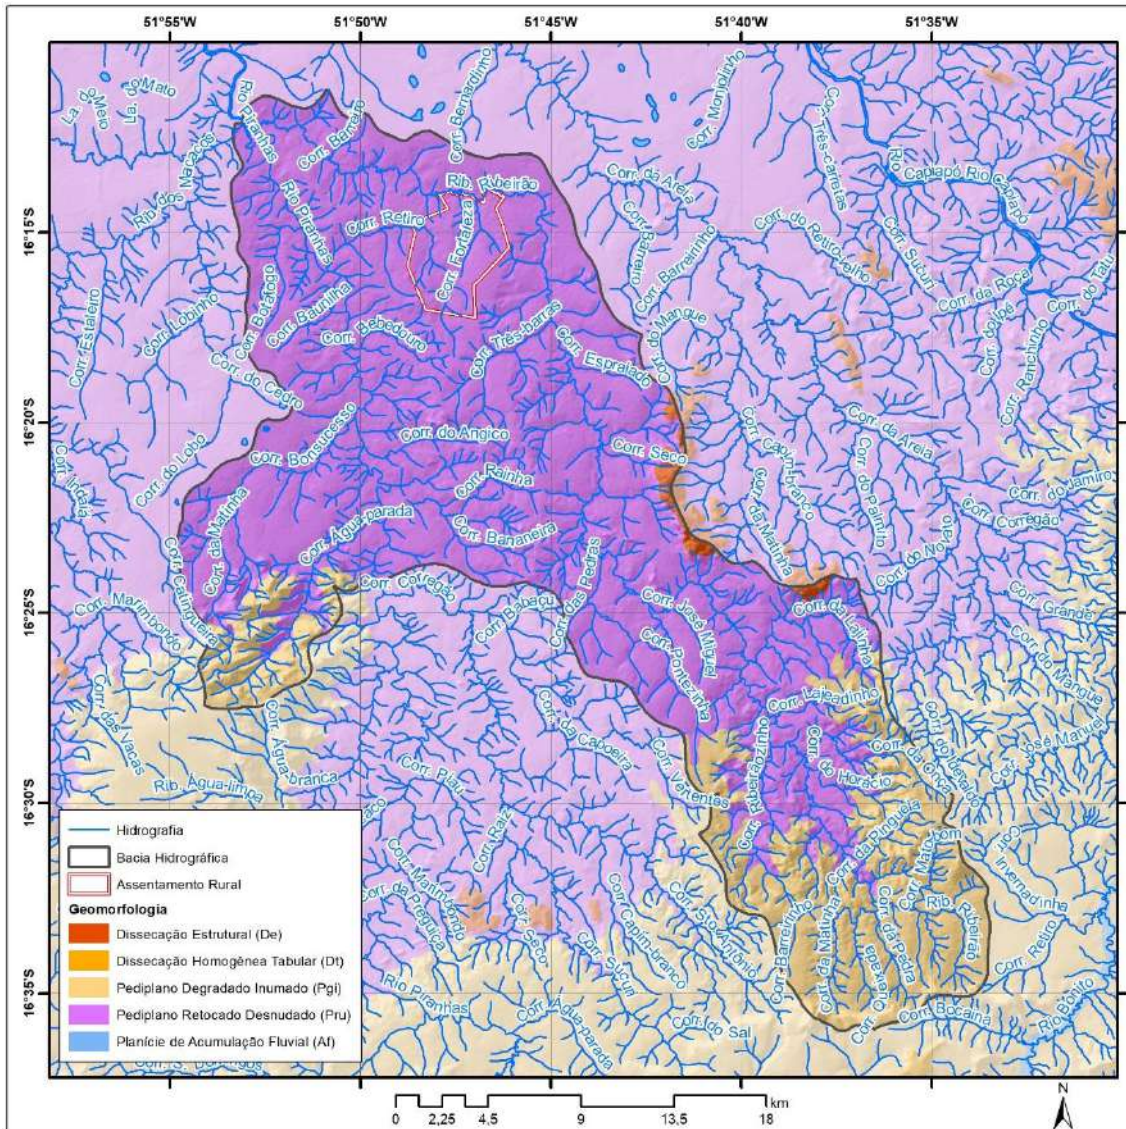 51°55'W 51°50'W 51°45'W 51°40'W 51°35'W
La. do Meio
La. do Mato
Rio Piranhas
Corr. Barreiro
Corr. Bernardinho
Corr. Monjolinho
Corr. Três-carretas
Rio Caiapó
Rio Caiapó
Rib. dos Macacos
Rio Piranhas
Rib. Ribeirão
Corr. da Areia
Corr. do Retiro-velho
Corr. Sucuri
16°15'S
Corr. Retiro
Corr. Fortaleza
Corr. Barreiro
Corr. Barreirinho
Corr. da Roça
Corr. do Tatu
Corr. Estaleiro
Corr. Lobinho
Corr. Botafogo
Corr. Baunilha
Corr. Bebedouro
Corr. Três-barras
Corr. Espraiado
Corr. do Mangue
Corr. do Ipê
Corr. Ranchinho
Corr. do Cedro
16°20'S
Corr. do Lobo
Corr. Bonsucesso
Corr. do Angico
Corr. Seco
Corr. Capim-branco
Corr. da Areia
Corr. do Palmito
Corr. do Jamiro
Corr. Rainha
Corr. da Matinha
Corr. da Matinha
Corr. Água-parada
Corr. Bananeira
Corr. Corregão
Corr. do Novato
Corr. Catingueira
Corr. das Pedras
16°25'S
Corr. Marimbondo
Corr. Corregão
Corr. Babaçu
Corr. José Miguel
Corr. da Leitinha
Corr. Grande
Corr. Pontezinha
Corr. do Mangue
Corr. das Vacas
Corr. Lajeadinho
Corr. Água-branca
Corr. da Capoeira
Corr. Ribeirãozinho
Corr. do Horácio
Corr. da Onça
Corr. José Manuel
Rib. Água-limpa
Corr. Piau
Corr. Vertentes
16°30'S
Corr. Raiz
Corr. da Pinguela
Corr. Matobom
Corr. Invernadinha
Corr. da Preguiça
Corr. Marimbondo
Corr. Seco
Corr. Capim-branco
Corr. Sto. Antônio
Corr. Barreirinho
Corr. da Matinha
Corr. Queixada
Corr. da Pedra
Rib. Ribeirão
Corr. Retiro
Corr. Sucuri
16°35'S
Rio Piranhas
Corr. Água-parada
Corr. do Sal
Corr. Bocaina
Rio Bonito
Hidrografia
Bacia Hidrográfica
Assentamento Rural
Geomorfologia
Dissecação Estrutural (De)
Dissecação Homogênea Tabular (Dt)
Pediplano Degradado Inumado (Pgi)
Pediplano Retocado Desnudado (Pru)
Planície de Acumulação Fluvial (Af)
km
0 2,25 4,5 9 13,5 18
N